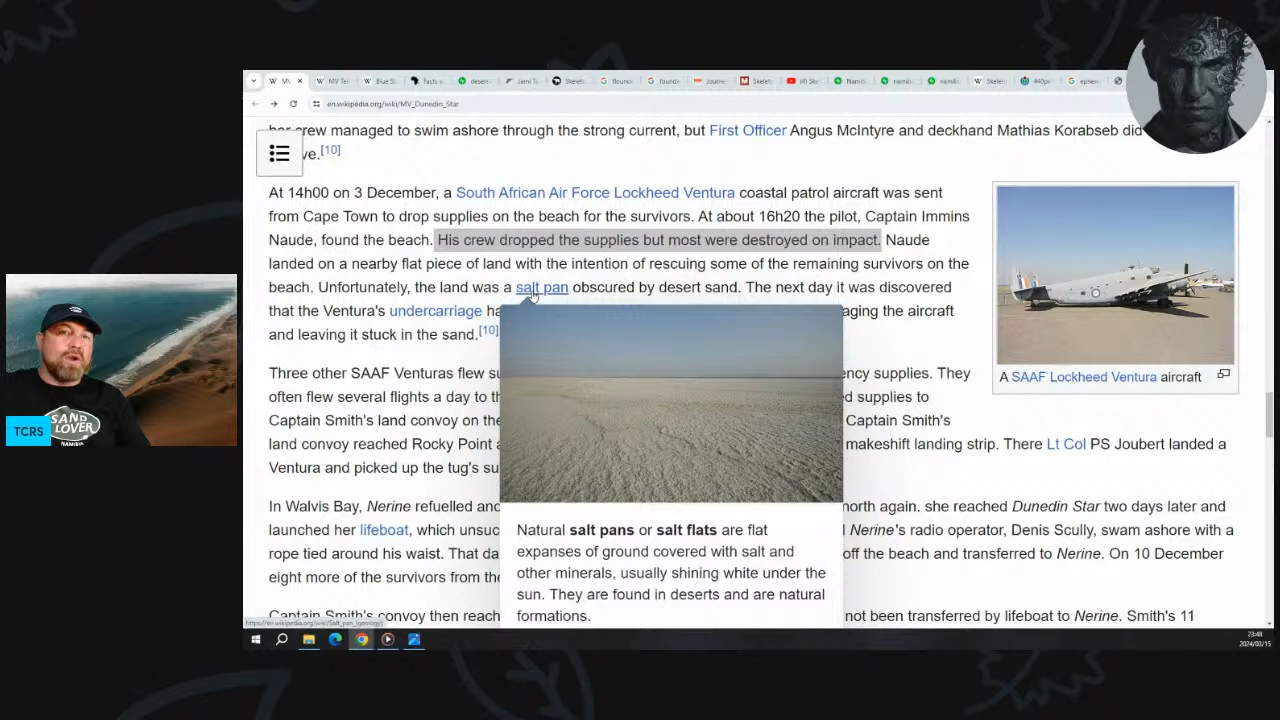 en.wikipedia.org/wiki/MV_Dunedin_Star
her crew managed to swim ashore through the strong current, but First Officer Angus McIntyre and deckhand Mathias Korabseb did
ve.[10]
At 14h00 on 3 December, a South African Air Force Lockheed Ventura coastal patrol aircraft was sent
from Cape Town to drop supplies on the beach for the survivors. At about 16h20 the pilot, Captain Immins
Naude, found the beach. His crew dropped the supplies but most were destroyed on impact. Naude
landed on a nearby flat piece of land with the intention of rescuing some of the remaining survivors on the
beach. Unfortunately, the land was a salt pan obscured by desert sand. The next day it was discovered
that the Ventura's undercarriage ha aging the aircraft
and leaving it stuck in the sand.[10]
A SAAF Lockheed Ventura aircraft
Three other SAAF Venturas flew su ency supplies. They
often flew several flights a day to th ed supplies to
Captain Smith's land convoy on the Captain Smith's
land convoy reached Rocky Point a makeshift landing strip. There Lt Col PS Joubert landed a
Ventura and picked up the tug's su
In Walvis Bay, Nerine refuelled and north again. she reached Dunedin Star two days later and
launched her lifeboat, which unsuc Nerine's radio operator, Denis Scully, swam ashore with a
rope tied around his waist. That da off the beach and transferred to Nerine. On 10 December
eight more of the survivors from the
Captain Smith's convoy then reach not been transferred by lifeboat to Nerine. Smith's 11
Natural salt pans or salt flats are flat
expanses of ground covered with salt and
other minerals, usually shining white under the
sun. They are found in deserts and are natural
formations.
https://en.wikipedia.org/wiki/Salt_pan_(geology)
23:48
2024/03/15
SAND
LOVER
NAMIBIA
TCRS